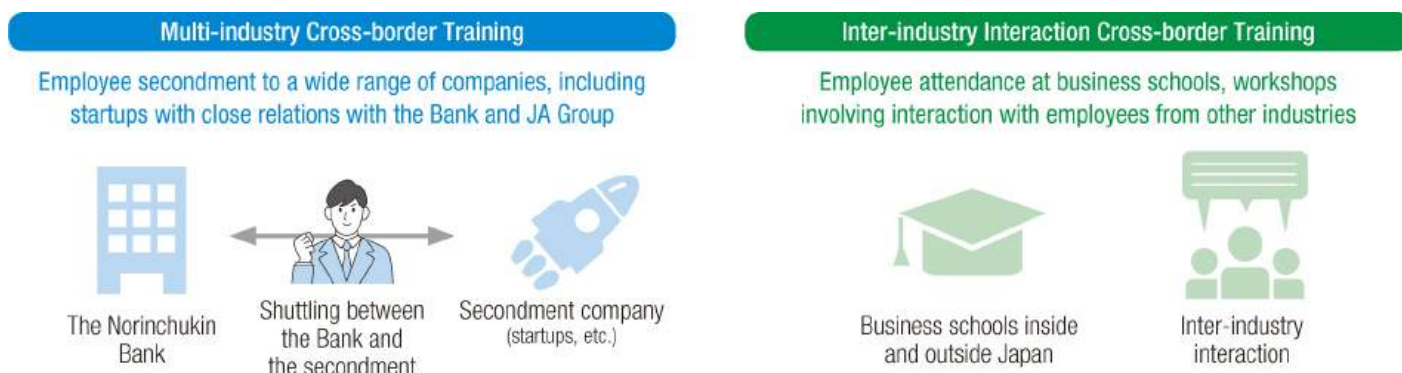 Multi-industry Cross-border Training
Employee secondment to a wide range of companies, including
startups with close relations with the Bank and JA Group
The Norinchukin
Bank
Shuttling between
the Bank and
the secondment
Secondment company
(startups, etc.)
Inter-industry Interaction Cross-border Training
Employee attendance at business schools, workshops
involving interaction with employees from other industries
Business schools inside
and outside Japan
Inter-industry
interaction